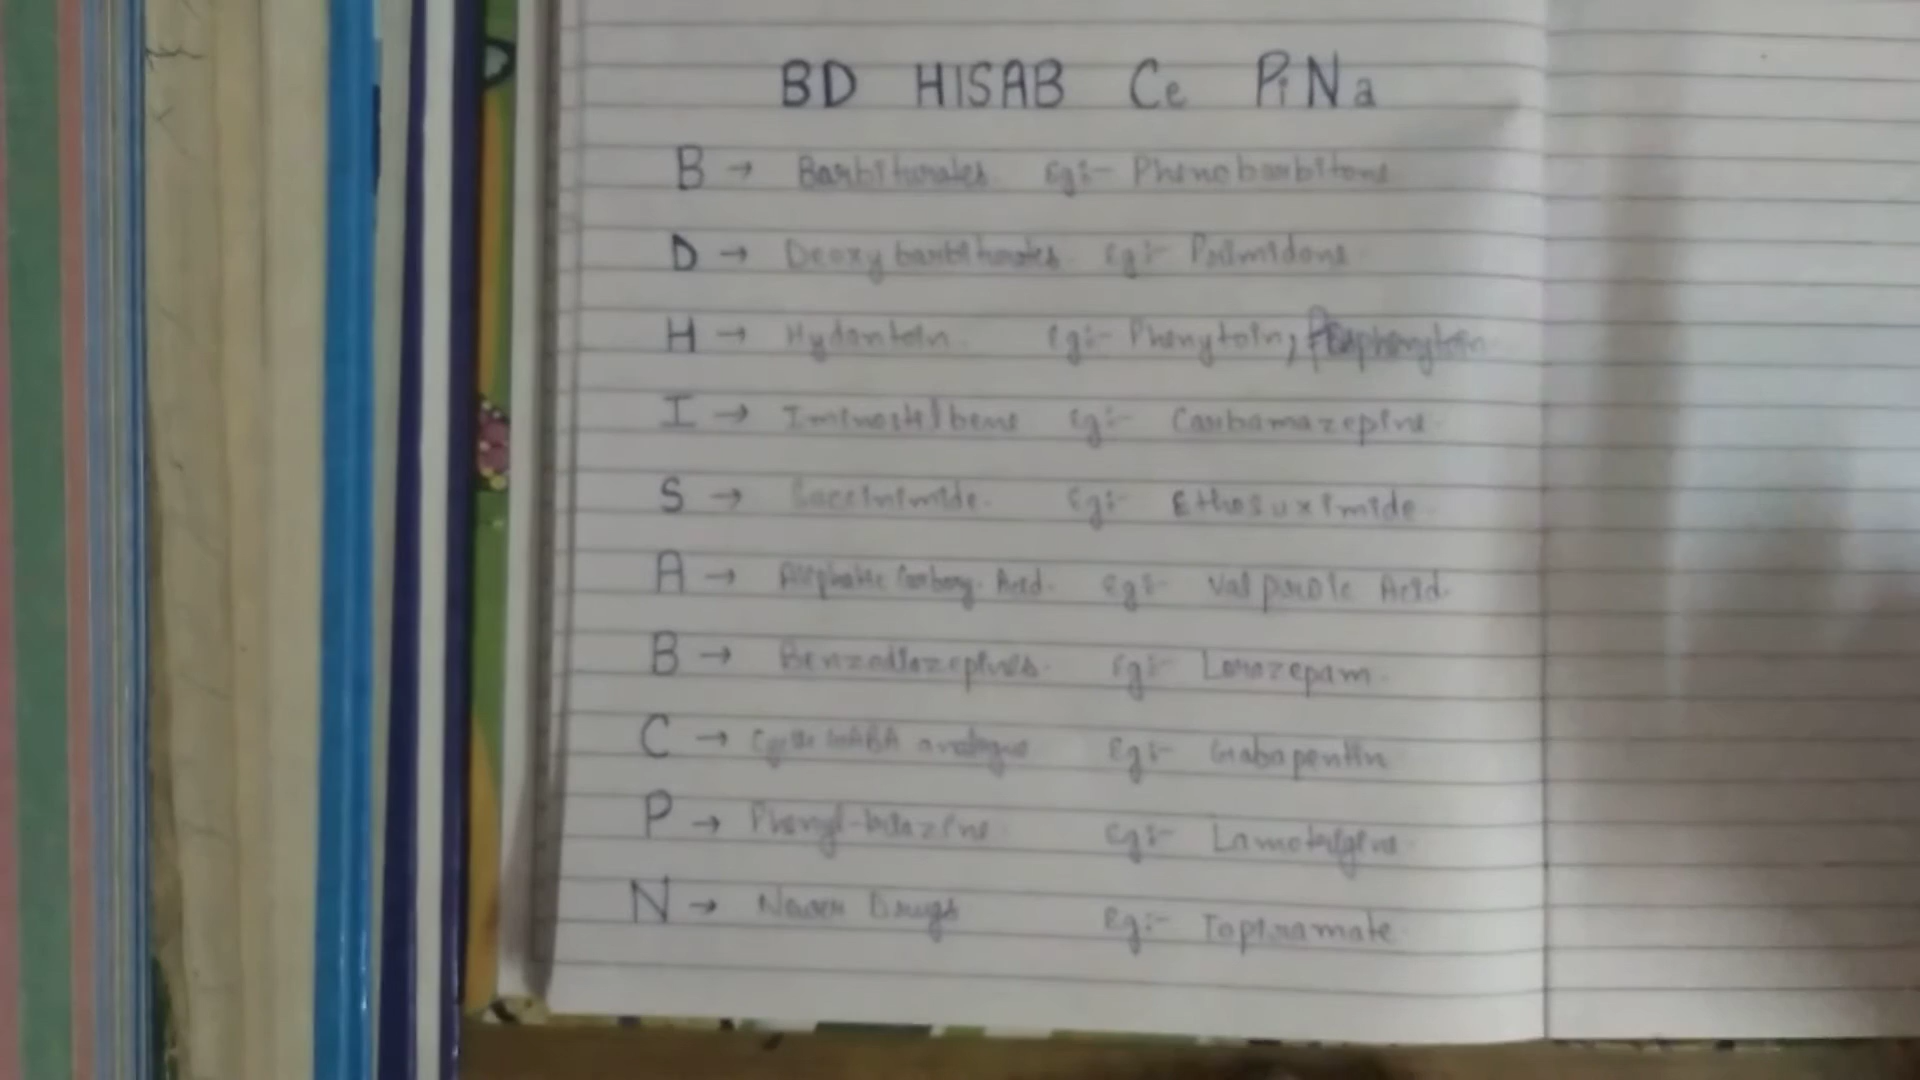 BD HISAB Ce PiNa
B → Barbiturates Eg:- Phenobarbitone
D → Deoxybarbiturates Eg:- Primidone
H → Hydantoin Eg:- Phenytoin, Fosphenytoin
I → Iminostilbene Eg:- Carbamazepine
S → Succinimide. Eg:- Ethosuximide
A → Aliphatic Carboxy. Acid. Eg:- Valproic Acid.
B → Benzodiazepines. Eg:- Lorazepam.
C → Cyclic GABA analogue Eg:- Gabapentin
P → Phenyl-triazine Eg:- Lamotrigine
N → Newer Drugs Eg:- Topiramate